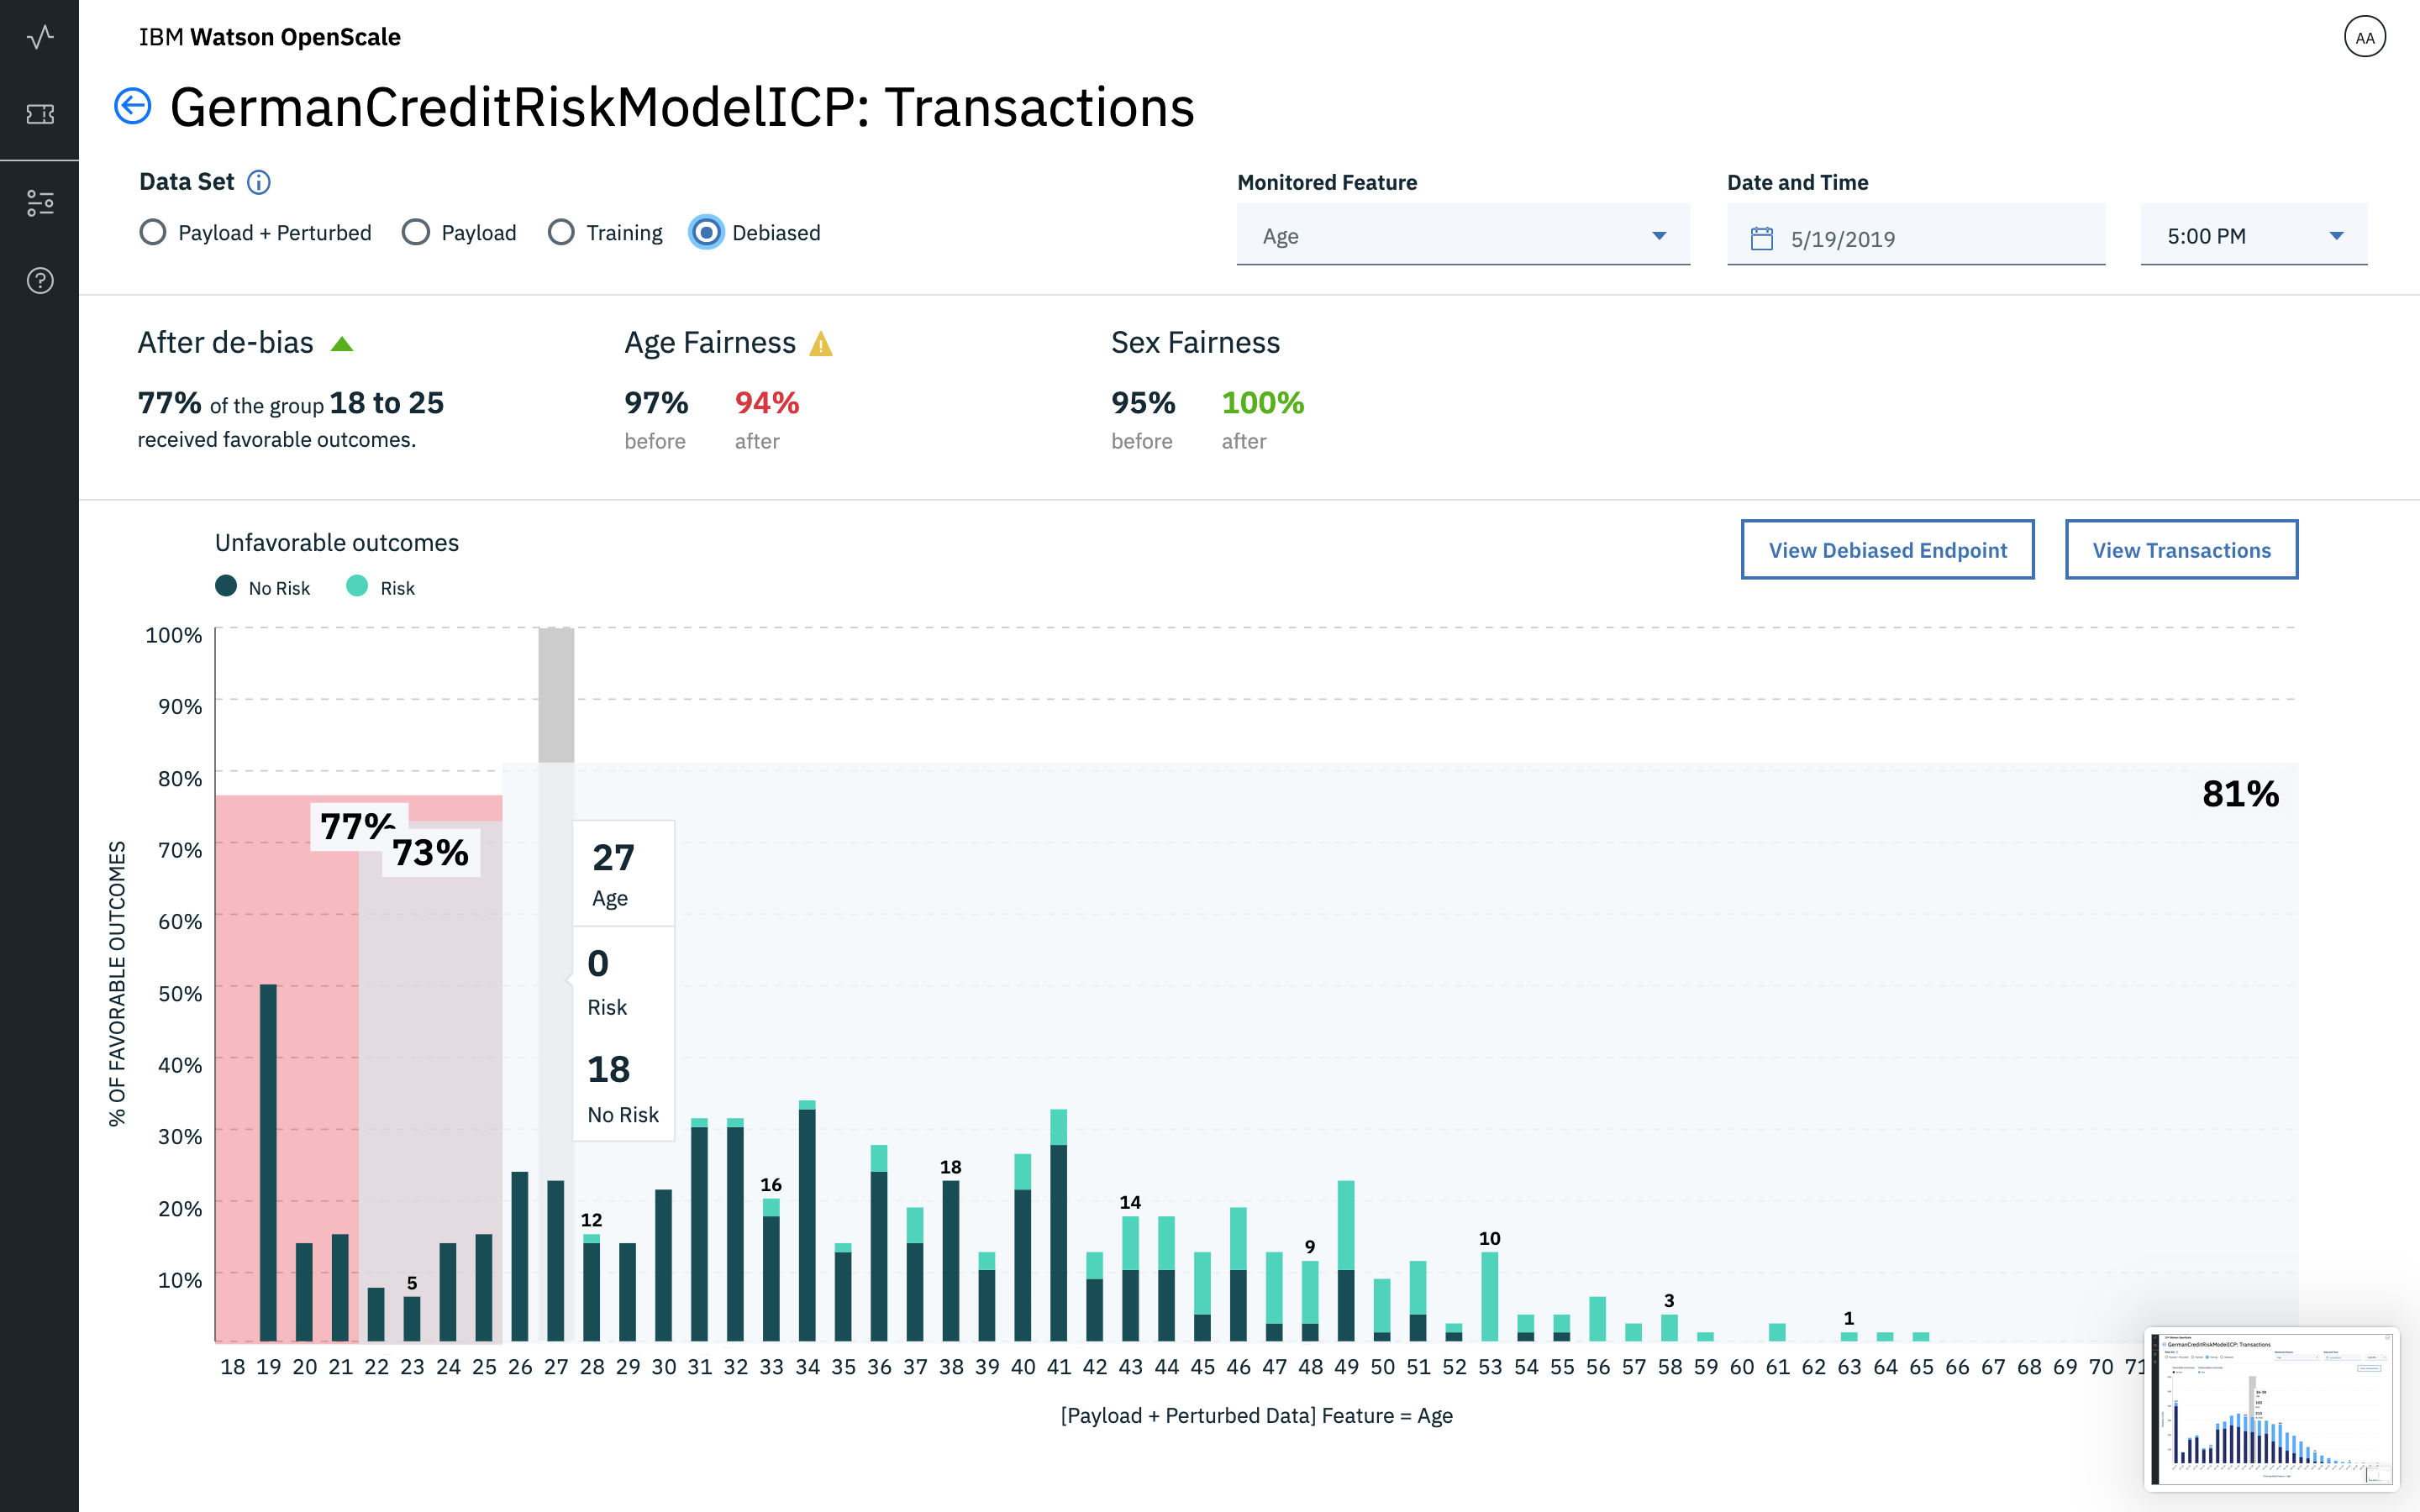 IBM Watson OpenScale
AA
GermanCreditRiskModelICP: Transactions
Data Set
Payload + Perturbed
Payload
Training
Debiased
Monitored Feature
Age
Date and Time
5/19/2019
5:00 PM
After de-bias
77% of the group 18 to 25
received favorable outcomes.
Age Fairness
97% 94%
before after
Sex Fairness
95% 100%
before after
Unfavorable outcomes
No Risk Risk
View Debiased Endpoint
View Transactions
% OF FAVORABLE OUTCOMES
100%
90%
80%
70%
60%
50%
40%
30%
20%
10%
77%
73%
81%
27
Age
0
Risk
18
No Risk
5
12
16
18
14
9
10
3
1
18 19 20 21 22 23 24 25 26 27 28 29 30 31 32 33 34 35 36 37 38 39 40 41 42 43 44 45 46 47 48 49 50 51 52 53 54 55 56 57 58 59 60 61 62 63 64 65 66 67 68 69 70 71
[Payload + Perturbed Data] Feature = Age
GermanCreditRiskModelICP: Transactions